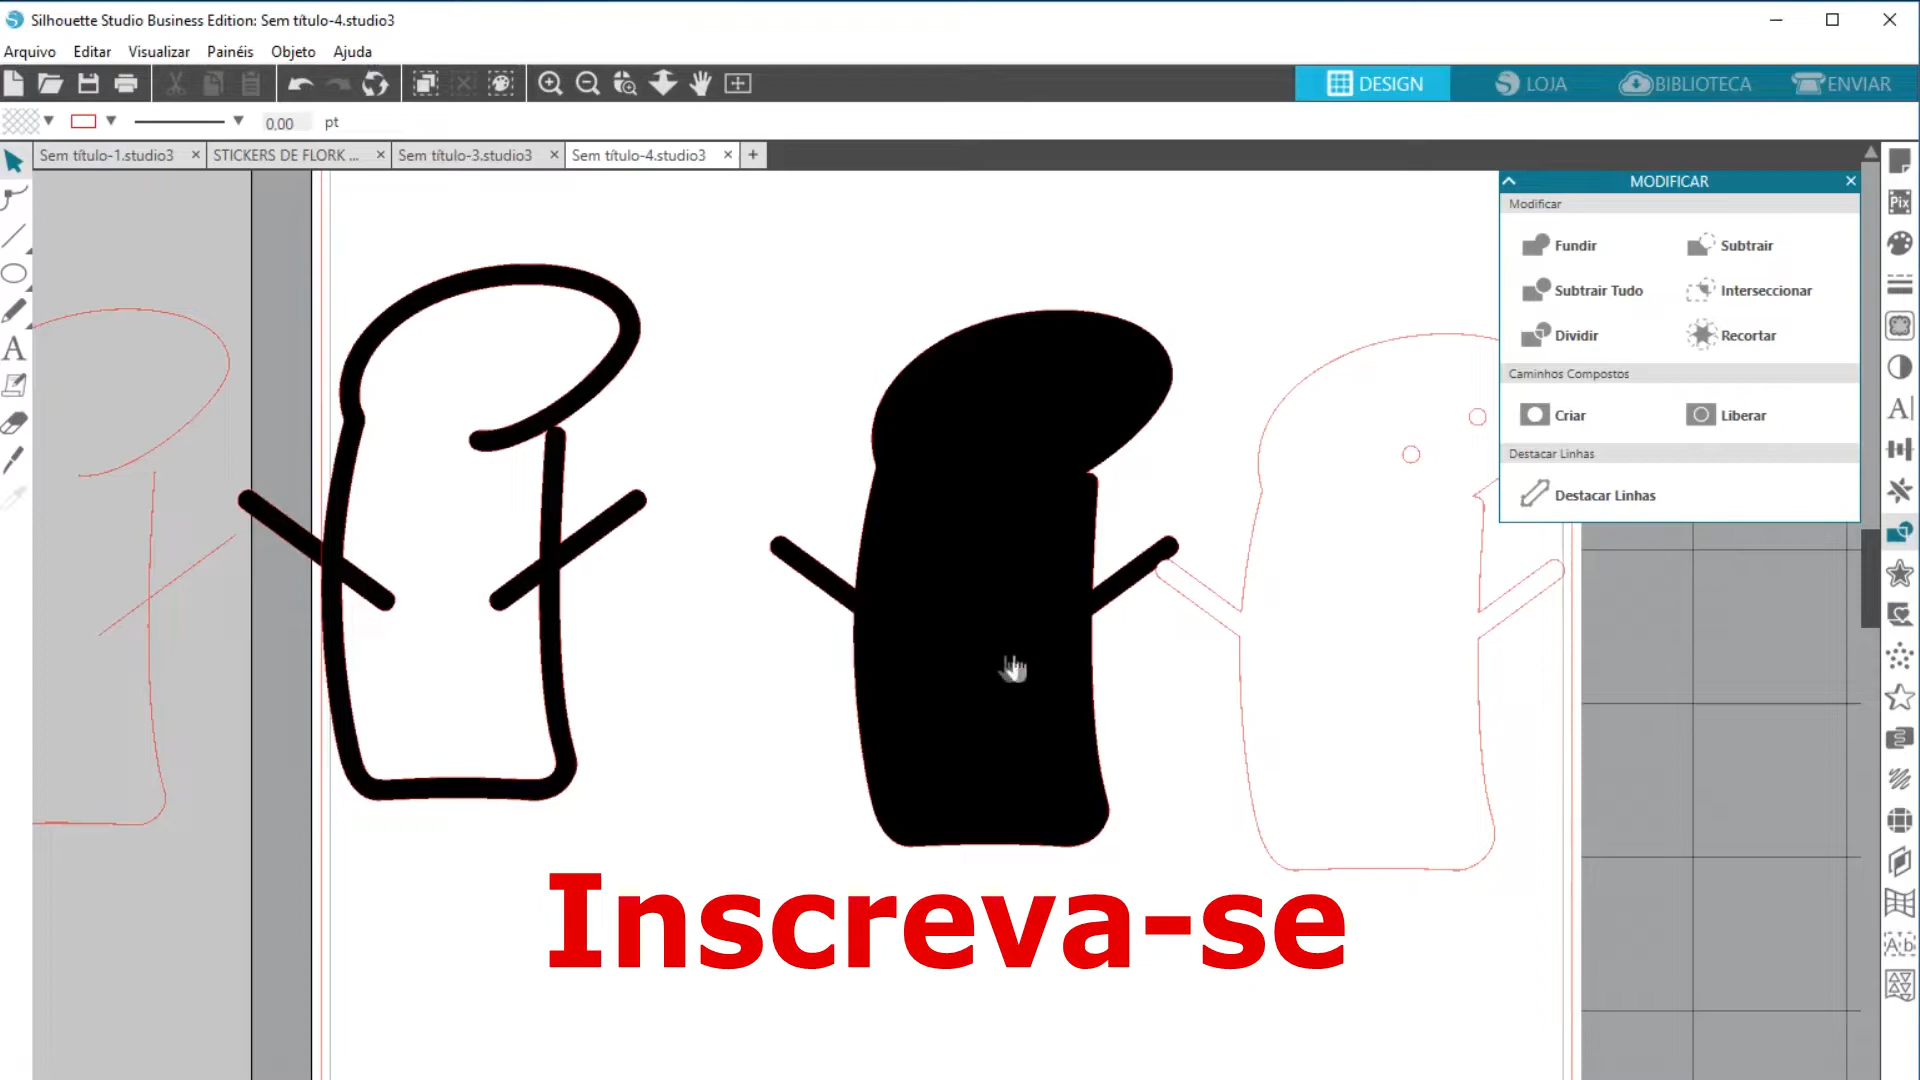 Silhouette Studio Business Edition: Sem título-4.studio3
Arquivo Editar Visualizar Painéis Objeto Ajuda
DESIGN LOJA BIBLIOTECA ENVIAR
0,00 pt
Sem título-1.studio3 STICKERS DE FLORK ... Sem título-3.studio3 Sem título-4.studio3
MODIFICAR
Modificar
Fundir Subtrair
Subtrair Tudo Interseccionar
Dividir Recortar
Caminhos Compostos
Criar Liberar
Destacar Linhas
Destacar Linhas
Pix
A
A
Ab
Inscreva-se